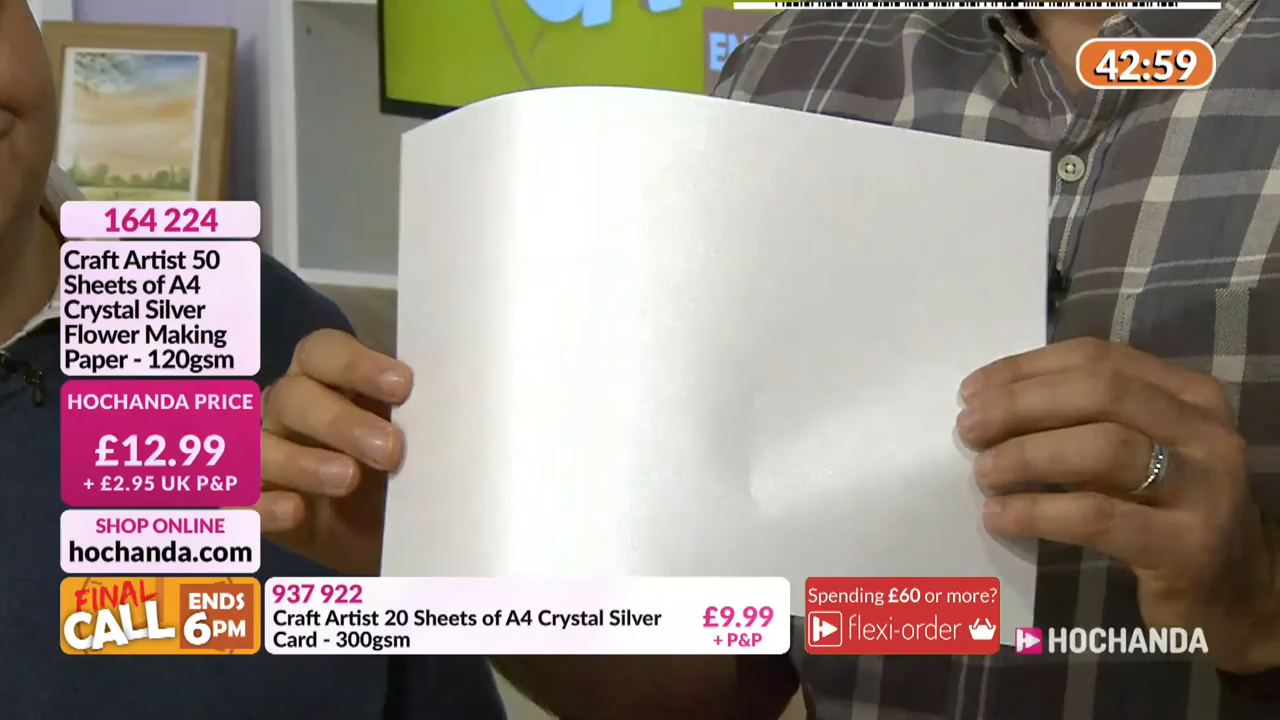 42:59
164 224
Craft Artist 50
Sheets of A4
Crystal Silver
Flower Making
Paper - 120gsm
HOCHANDA PRICE
£12.99
+ £2.95 UK P&P
SHOP ONLINE
hochanda.com
FINAL
CALL
ENDS
6PM
937 922
Craft Artist 20 Sheets of A4 Crystal Silver
Card - 300gsm
£9.99
+ P&P
Spending £60 or more?
flexi-order
HOCHANDA